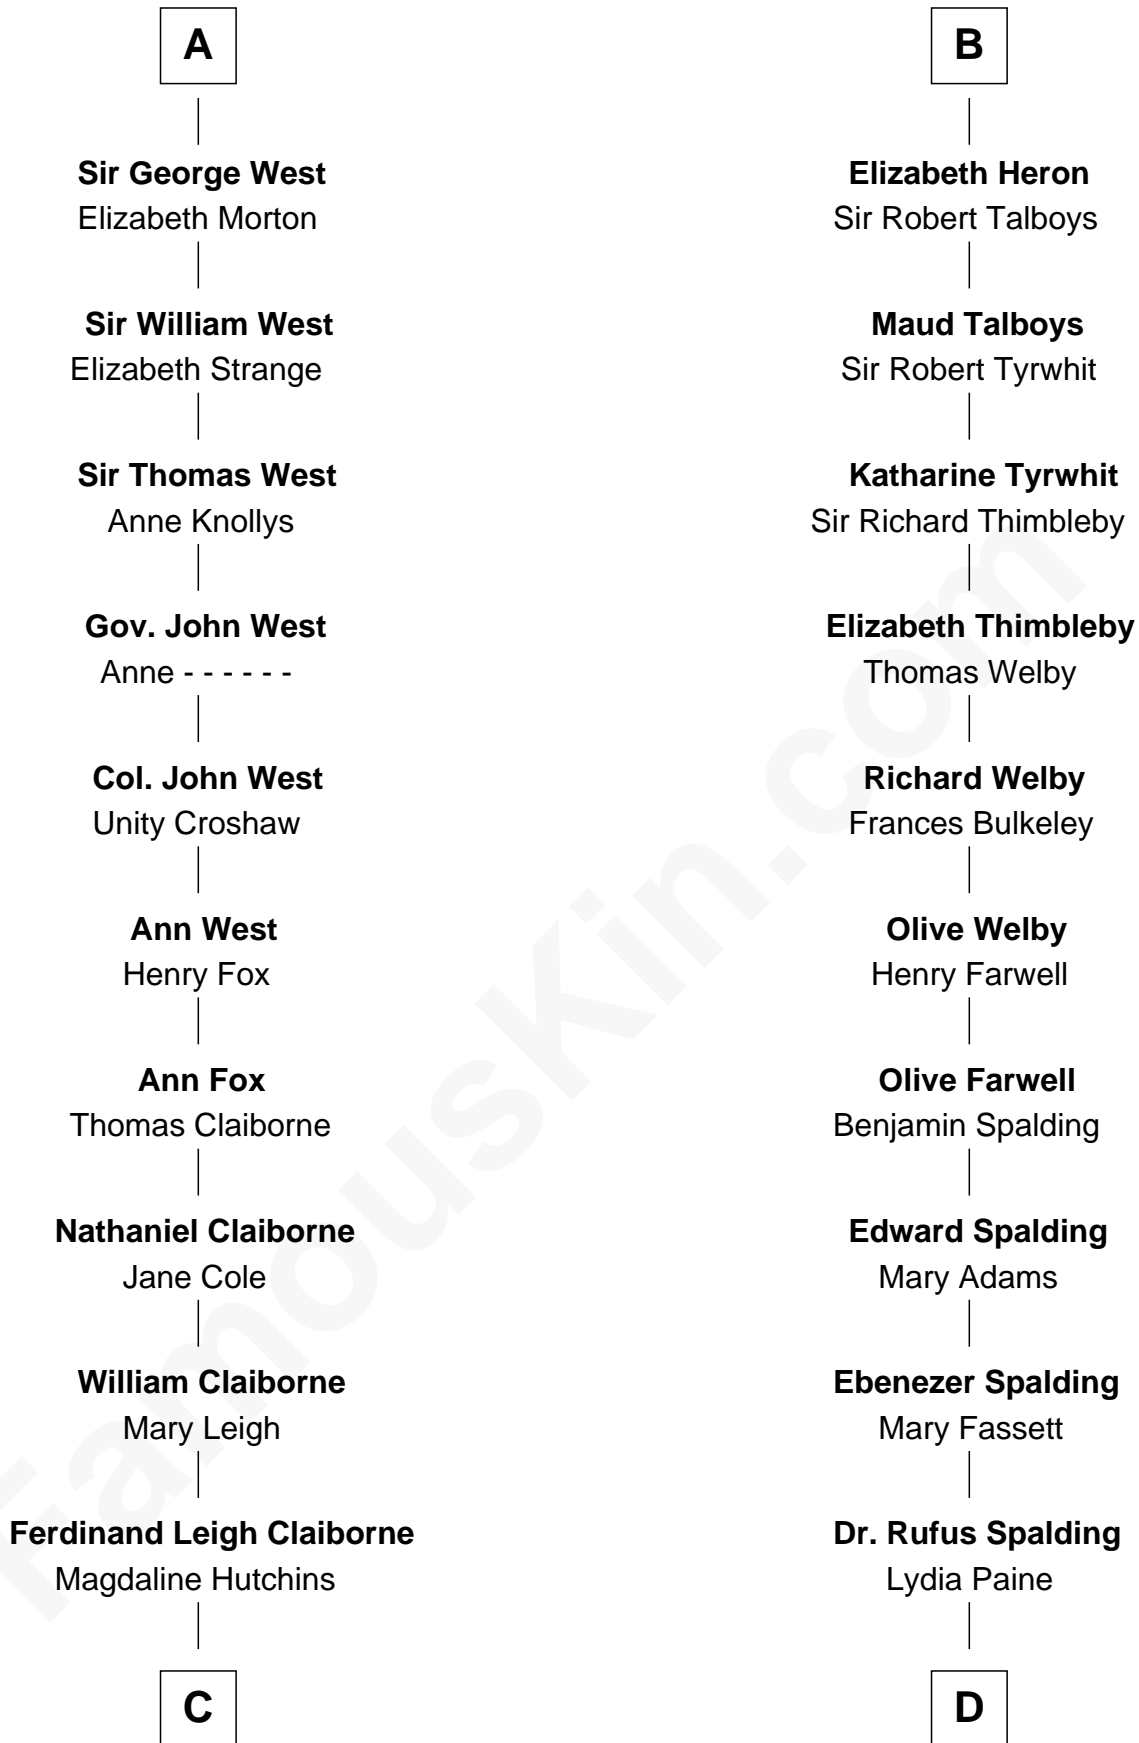 A
Sir George West
Elizabeth Morton
Sir William West
Elizabeth Strange
Sir Thomas West
Anne Knollys
Gov. John West
Anne - - - - - -
Col. John West
Unity Croshaw
Ann West
Henry Fox
Ann Fox
Thomas Claiborne
Nathaniel Claiborne
Jane Cole
William Claiborne
Mary Leigh
Ferdinand Leigh Claiborne
Magdaline Hutchins
C
B
Elizabeth Heron
Sir Robert Talboys
Maud Talboys
Sir Robert Tyrwhit
Katharine Tyrwhit
Sir Richard Thimbleby
Elizabeth Thimbleby
Thomas Welby
Richard Welby
Frances Bulkeley
Olive Welby
Henry Farwell
Olive Farwell
Benjamin Spalding
Edward Spalding
Mary Adams
Ebenezer Spalding
Mary Fassett
Dr. Rufus Spalding
Lydia Paine
D
FamousKin.com